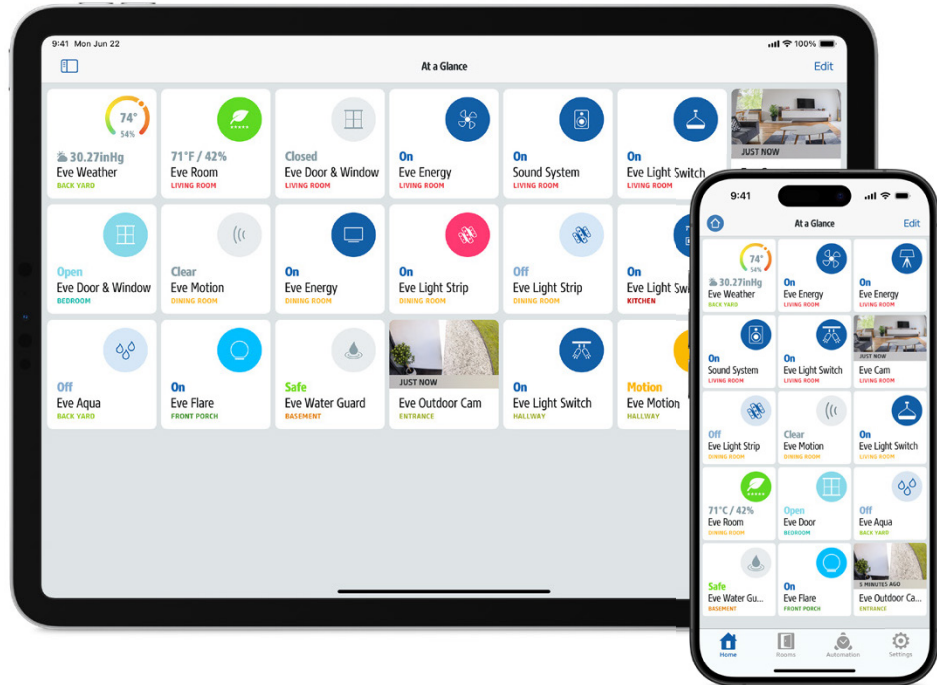 9:41 Mon Jun 22
100%
At a Glance
Edit
74°
54%
30.27inHg
Eve Weather
BACK YARD
71°F / 42%
Eve Room
LIVING ROOM
Closed
Eve Door & Window
LIVING ROOM
On
Eve Energy
LIVING ROOM
On
Sound System
LIVING ROOM
On
Eve Light Switch
LIVING ROOM
JUST NOW
Open
Eve Door & Window
BEDROOM
Clear
Eve Motion
DINING ROOM
On
Eve Energy
DINING ROOM
On
Eve Light Strip
DINING ROOM
Off
Eve Light Strip
DINING ROOM
On
Eve Light Swi
KITCHEN
Off
Eve Aqua
BACK YARD
On
Eve Flare
FRONT PORCH
Safe
Eve Water Guard
BASEMENT
JUST NOW
Eve Outdoor Cam
ENTRANCE
On
Eve Light Switch
HALLWAY
Motion
Eve Motion
HALLWAY
9:41
At a Glance
Edit
74°
54%
30.27inHg
Eve Weather
BACK YARD
On
Eve Energy
LIVING ROOM
On
Eve Energy
LIVING ROOM
On
Sound System
LIVING ROOM
On
Eve Light Switch
LIVING ROOM
JUST NOW
Eve Cam
LIVING ROOM
Off
Eve Light Strip
DINING ROOM
Clear
Eve Motion
DINING ROOM
On
Eve Light Switch
LIVING ROOM
71°C / 42%
Eve Room
DINING ROOM
Open
Eve Door
BEDROOM
Off
Eve Aqua
BACK YARD
Safe
Eve Water Gu...
BASEMENT
On
Eve Flare
FRONT PORCH
5 MINUTES AGO
Eve Outdoor Ca...
ENTRANCE
Home
Rooms
Automation
Settings